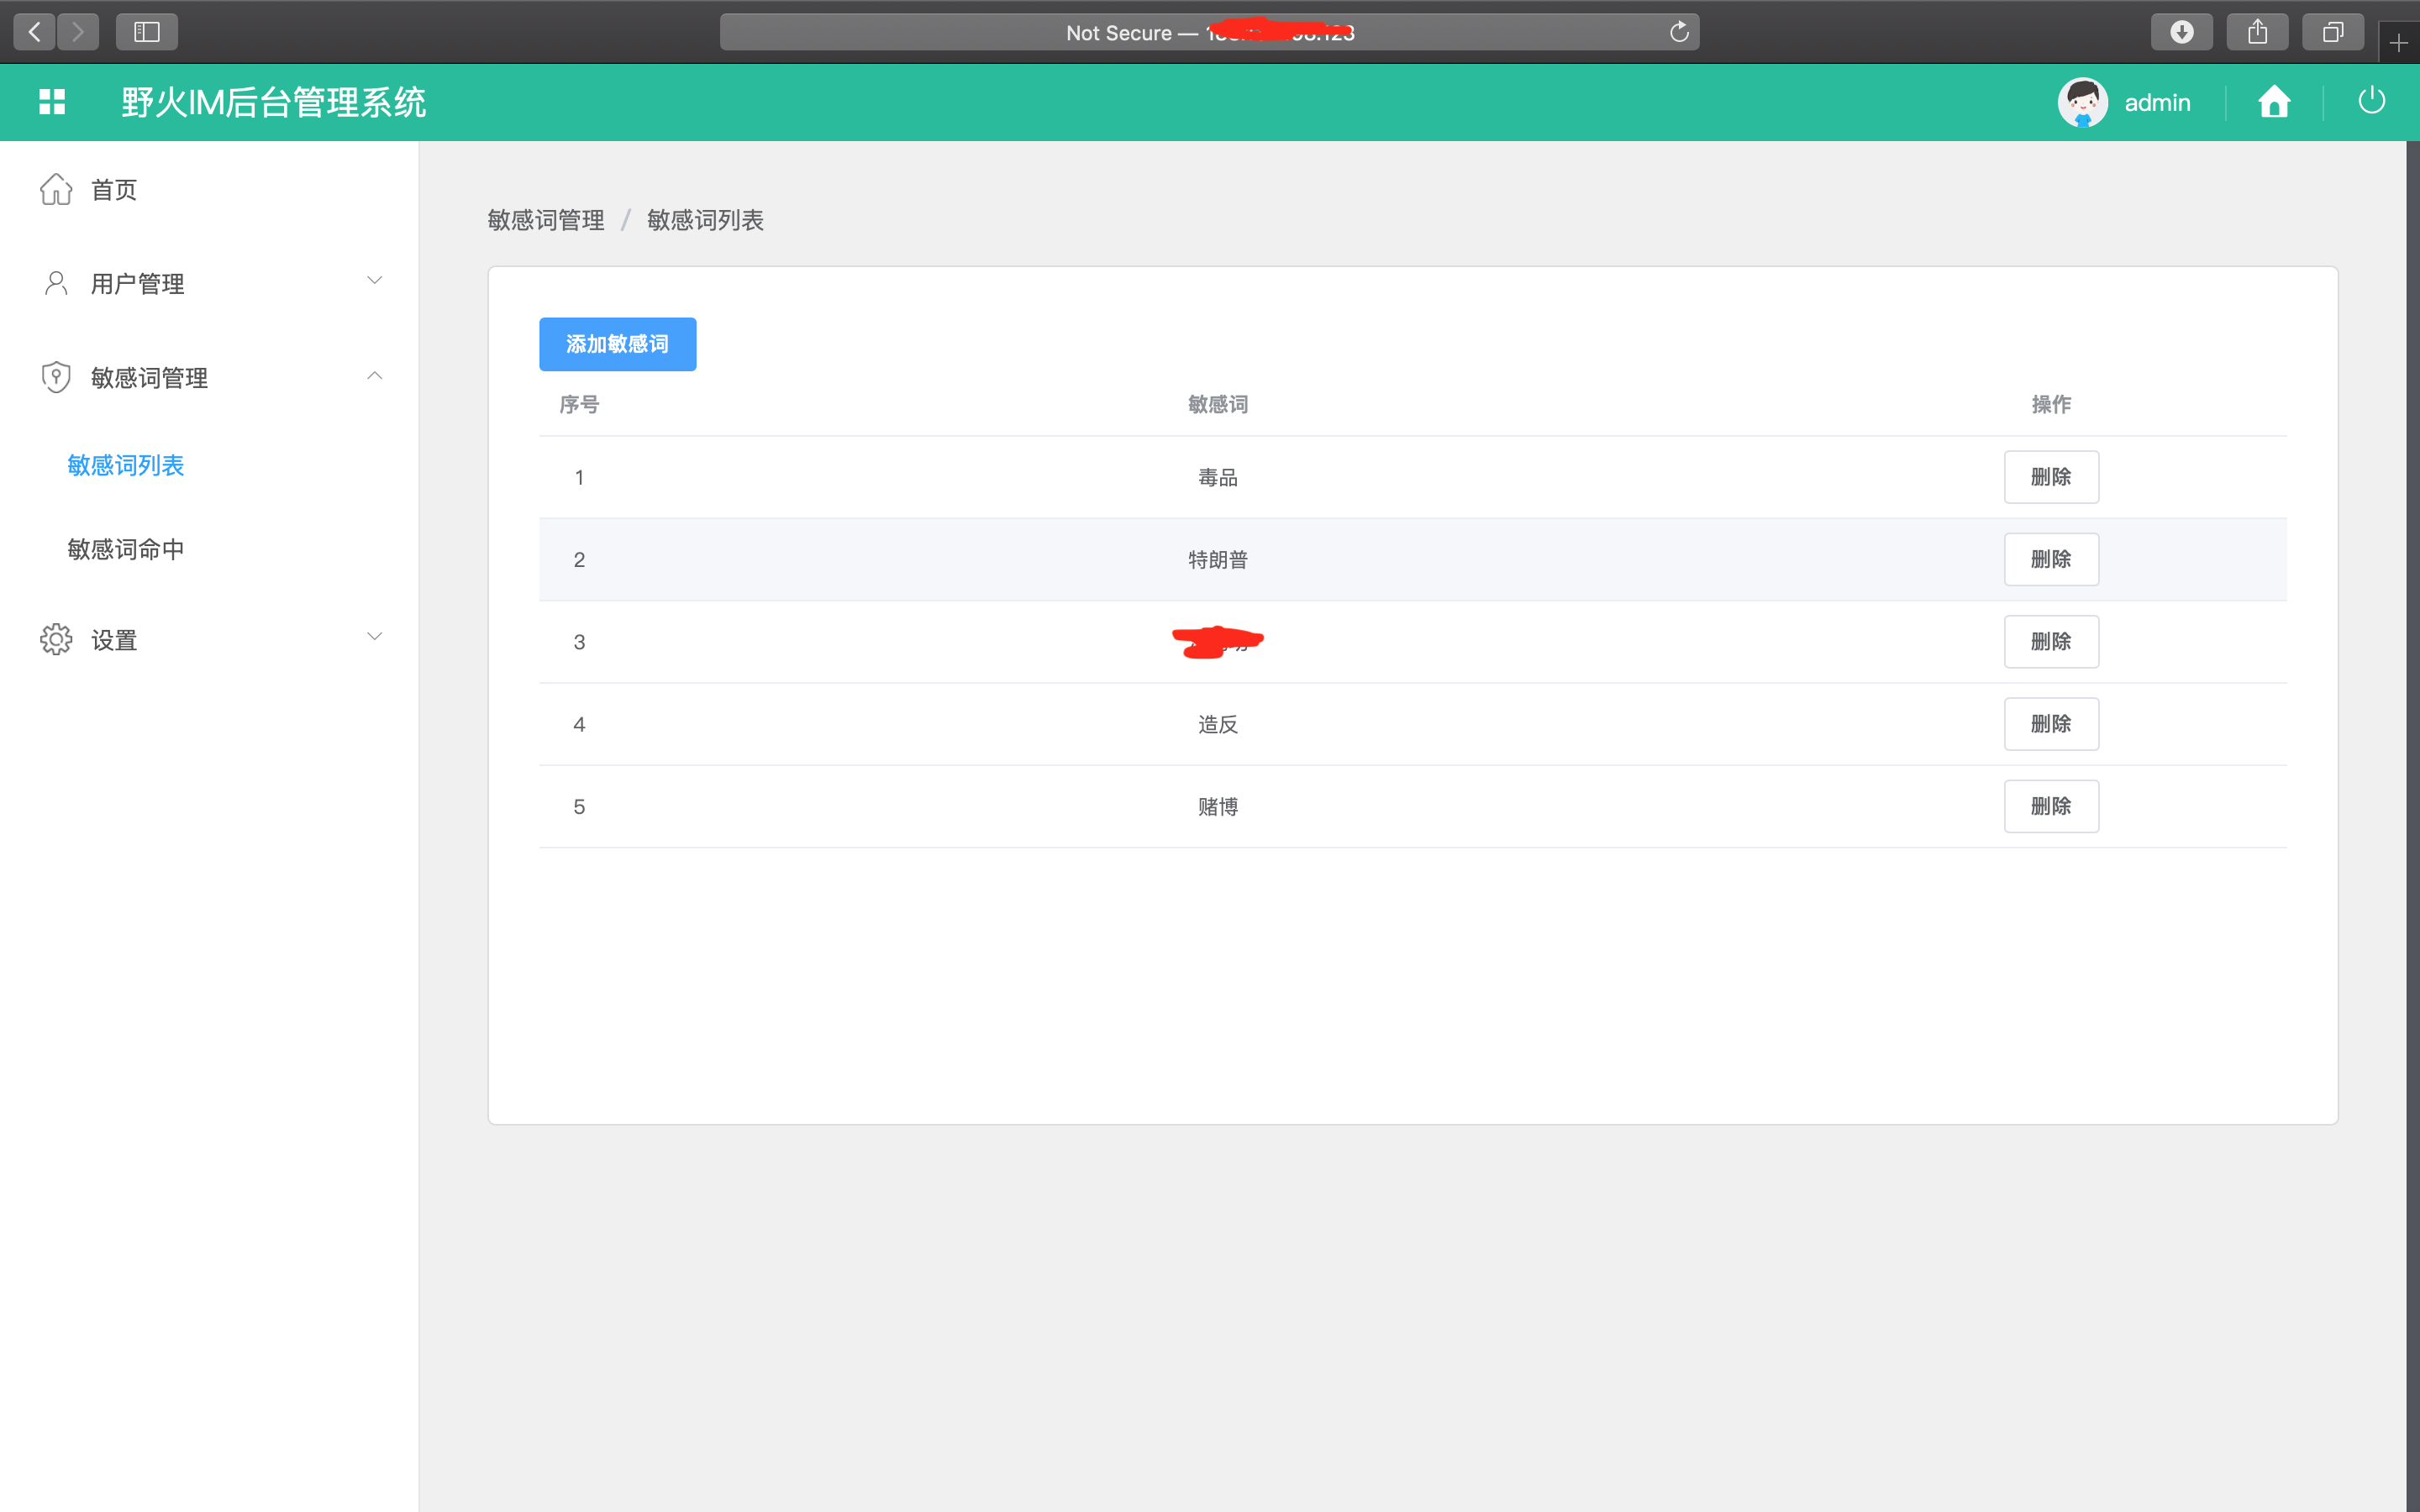 Not Secure —
野火IM后台管理系统
admin
首页
用户管理
敏感词管理
敏感词列表
敏感词命中
设置
敏感词管理 / 敏感词列表
添加敏感词
序号 敏感词 操作
1 毒品 删除
2 特朗普 删除
3 删除
4 造反 删除
5 赌博 删除